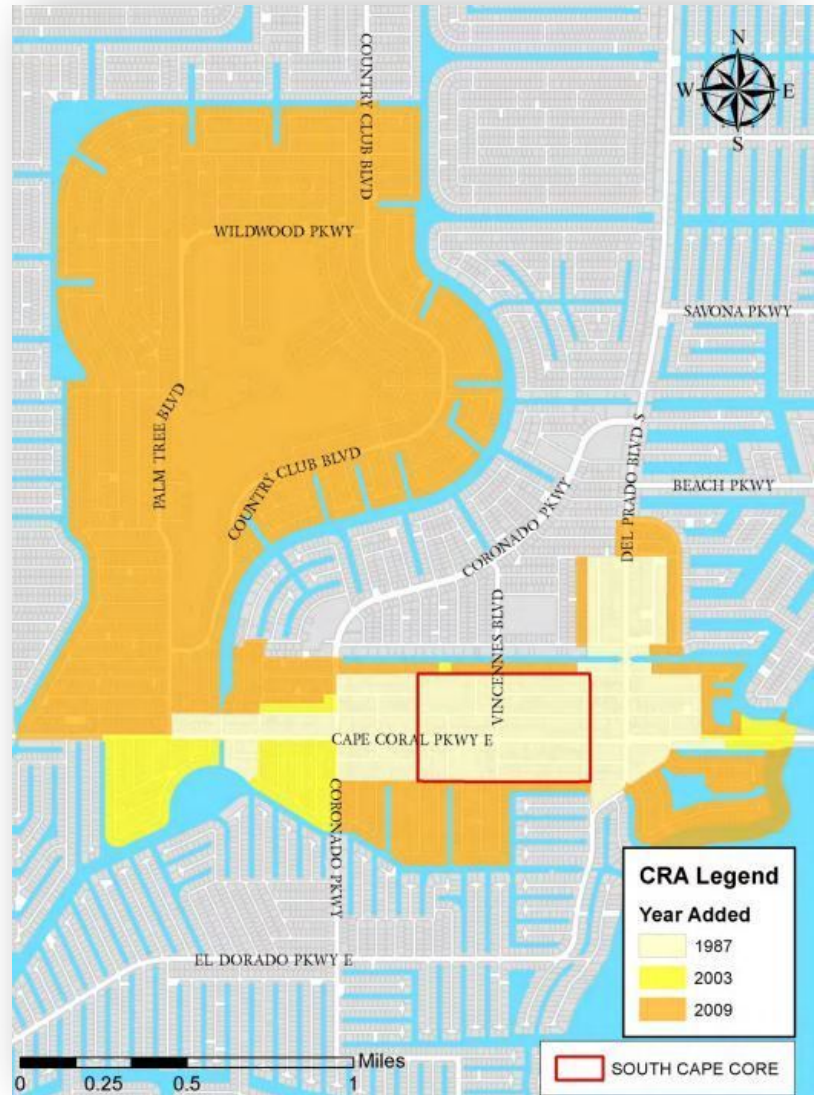 COUNTRY CLUB BLVD
N
W
E
S
WILDWOOD PKWY
SAVONA PKWY
PALM TREE BLVD
COUNTRY CLUB BLVD
DEL PRADO BLVD S
BEACH PKWY
CORONADO PKWY
VINCENNES BLVD
CAPE CORAL PKWY E
CORONADO PKWY
EL DORADO PKWY E
CRA Legend
Year Added
1987
2003
2009
Miles
0 0.25 0.5 1
SOUTH CAPE CORE